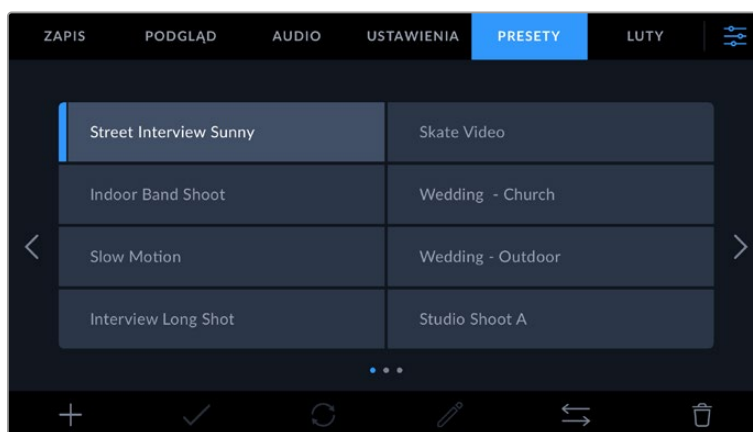 ZAPIS PODGLĄD AUDIO USTAWIENIA PRESETY LUTY
Street Interview Sunny Skate Video
Indoor Band Shoot Wedding - Church
Slow Motion Wedding - Outdoor
Interview Long Shot Studio Shoot A